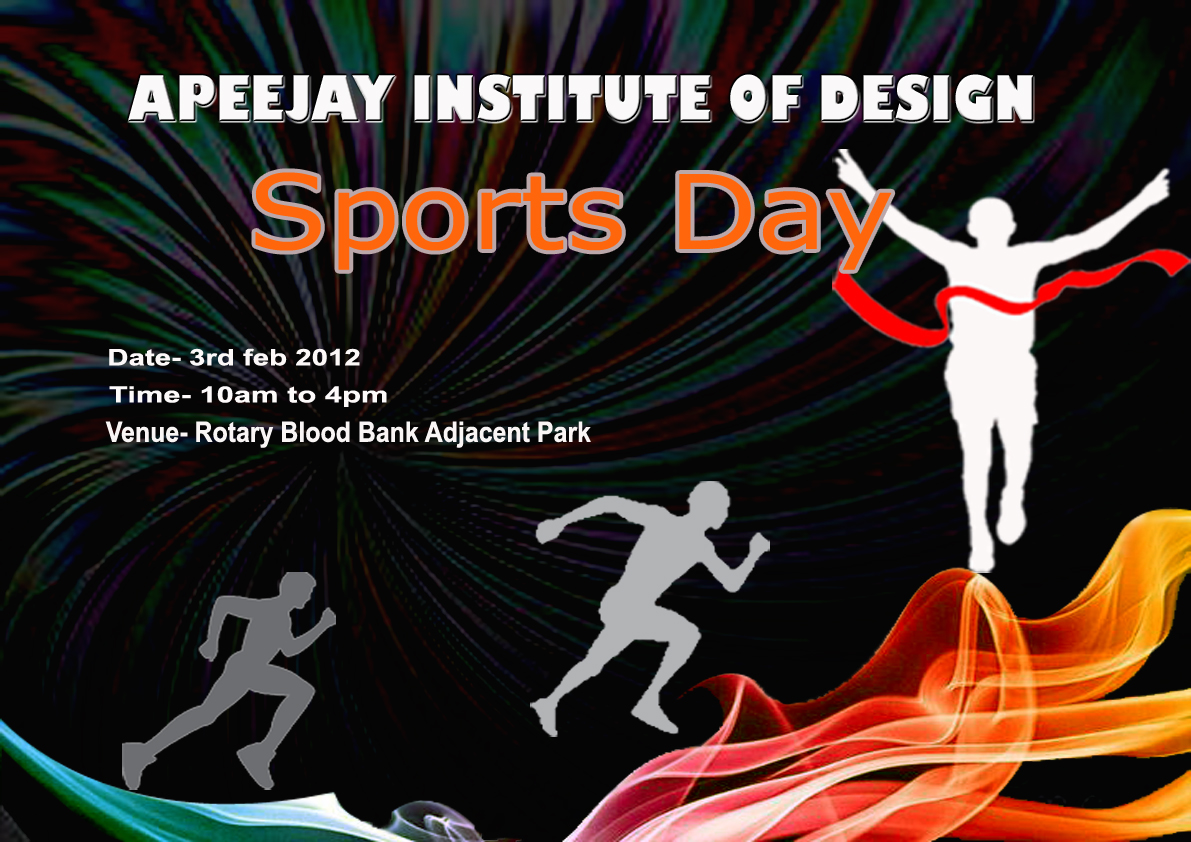 APEEJAY INSTITUTE OF DESIGN
Sports Day
Date- 3rd feb 2012
Time- 10am to 4pm
Venue- Rotary Blood Bank Adjacent Park